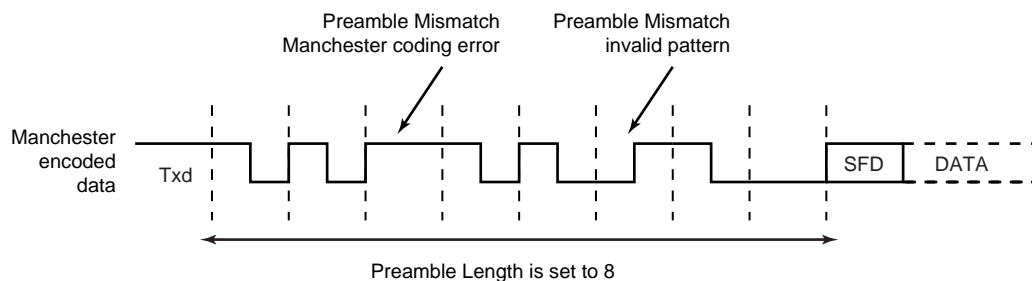 Preamble Mismatch
Manchester coding error
Preamble Mismatch
invalid pattern
Manchester
encoded
data
Txd
SFD
DATA
Preamble Length is set to 8